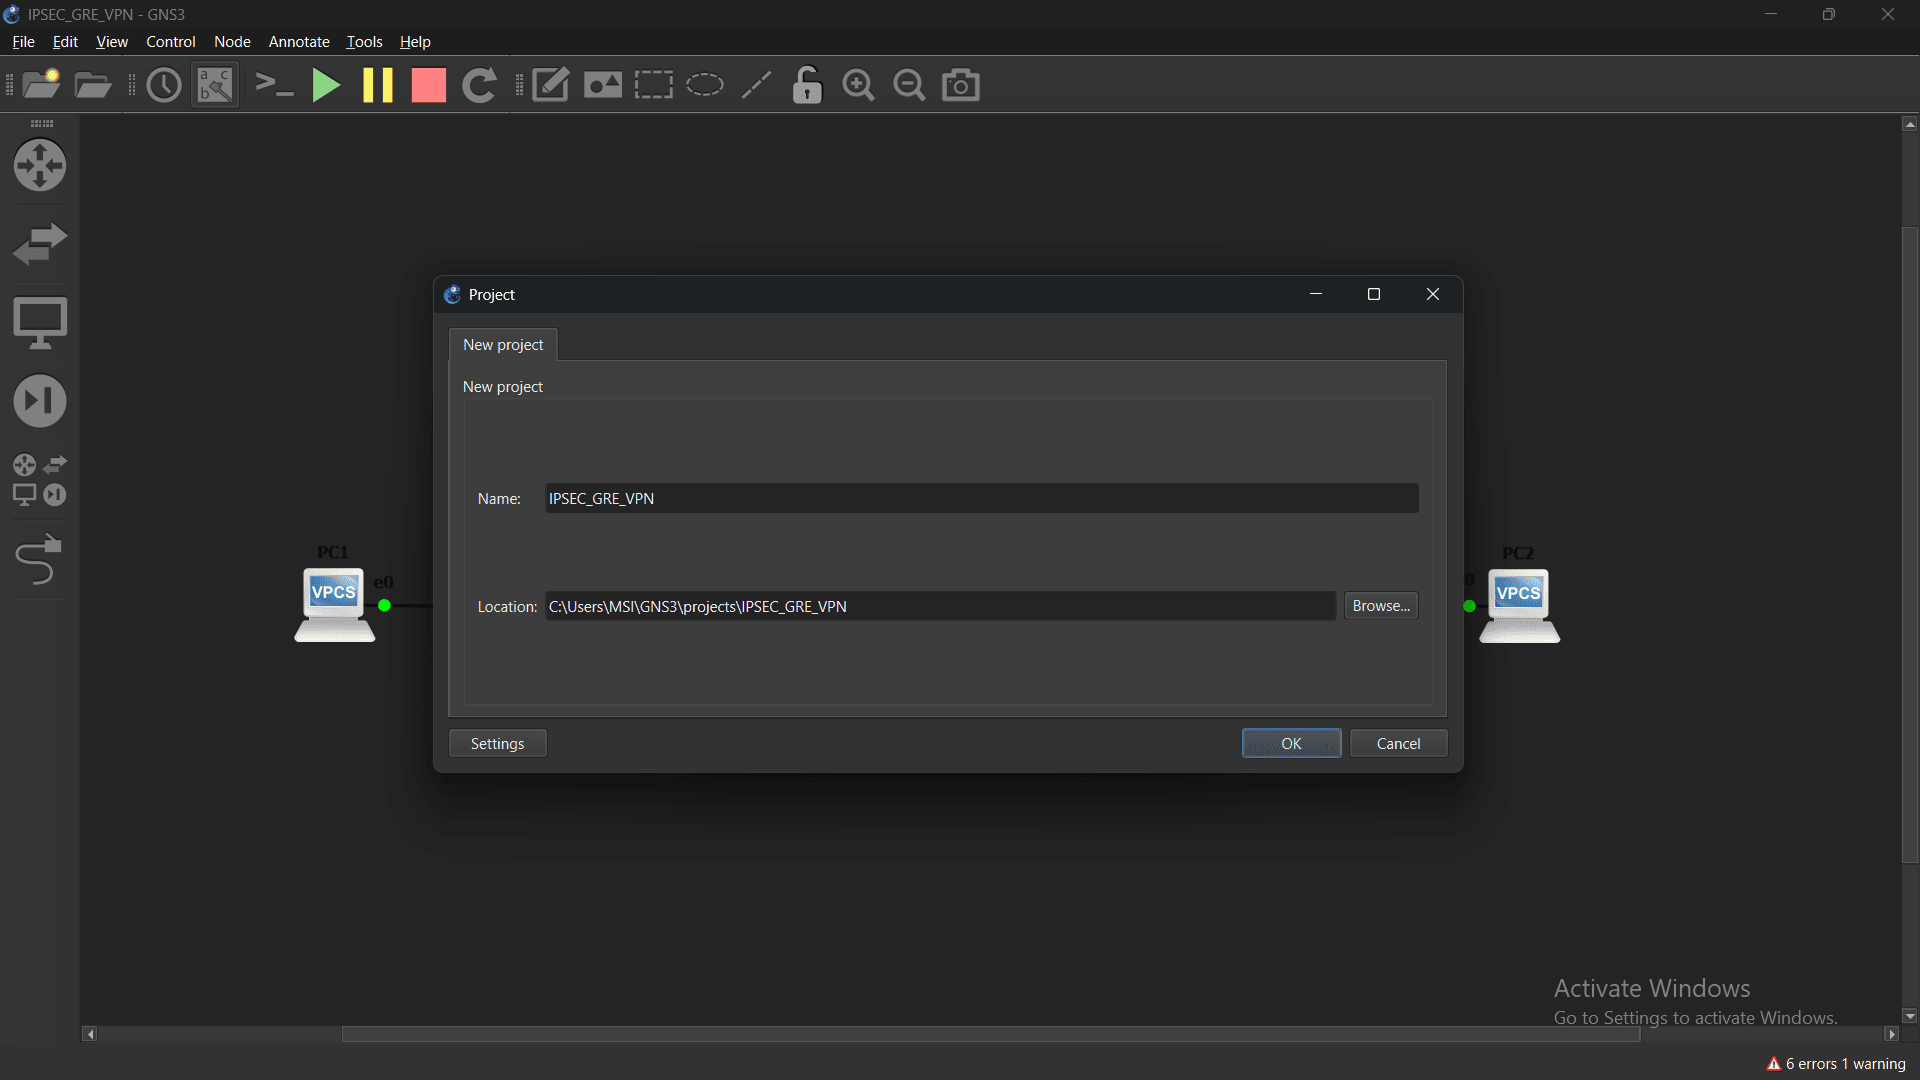 IPSEC_GRE_VPN - GNS3
File Edit View Control Node Annotate Tools Help
a c
b
Project
New project
New project
Name: IPSEC_GRE_VPN
PC1
PC2
e0
VPCS
VPCS
Location: C:\Users\MSI\GNS3\projects\IPSEC_GRE_VPN Browse...
Settings OK Cancel
Activate Windows
Go to Settings to activate Windows.
6 errors 1 warning